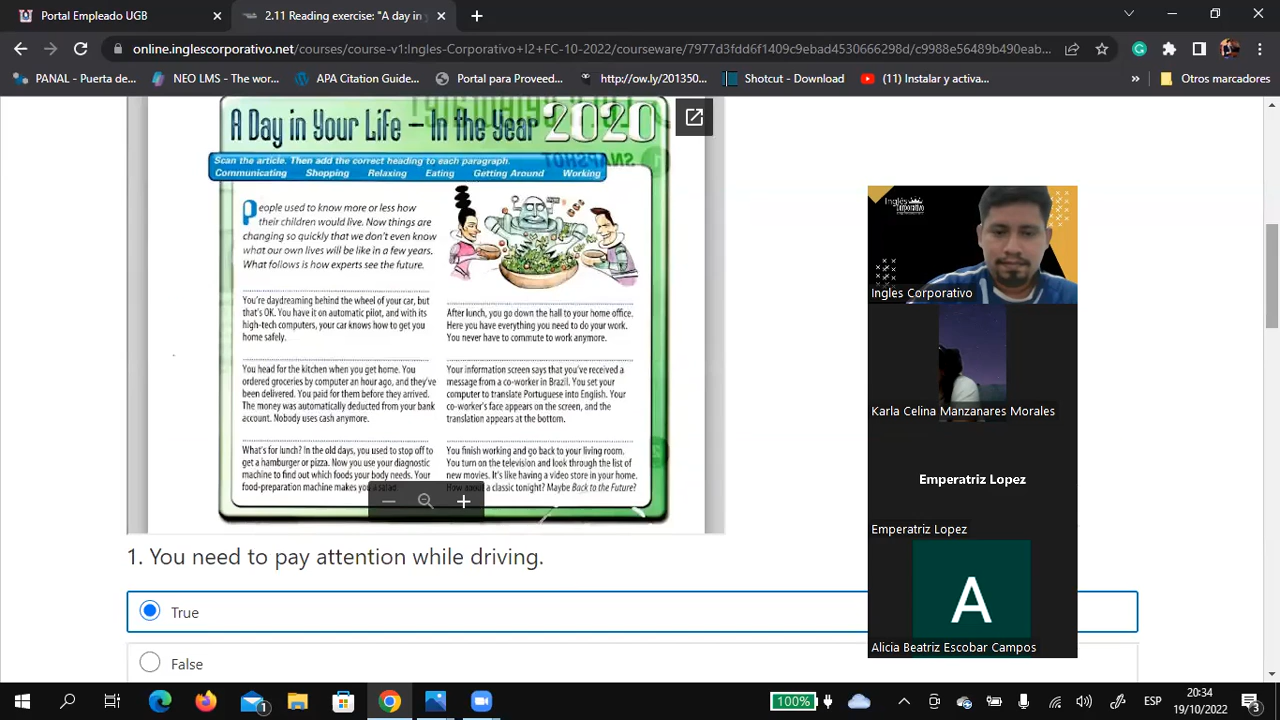 Portal Empleado UGB
2.11 Reading exercise: "A day in y
online.inglescorporativo.net/courses/course-v1:Ingles-Corporativo+I2+FC-10-2022/courseware/7977d3fdd6f1409c9ebad4530666298d/c9988e56489b490eab...
PANAL - Puerta de...
NEO LMS - The wor...
APA Citation Guide...
Portal para Proveed...
http://ow.ly/201350...
Shotcut - Download
(11) Instalar y activa...
»
Otros marcadores
A Day in Your Life – In the Year 2020
SNAPSHOT
Scan the article. Then add the correct heading to each paragraph.
Communicating Shopping Relaxing Eating Getting Around Working
People used to know more or less how
their children would live. Now things are
changing so quickly that we don't even know
what our own lives will be like in a few years.
What follows is how experts see the future.
You're daydreaming behind the wheel of your car, but
that's OK. You have it on automatic pilot, and with its
high-tech computers, your car knows how to get you
home safely.
You head for the kitchen when you get home. You
ordered groceries by computer an hour ago, and they've
been delivered. You paid for them before they arrived.
The money was automatically deducted from your bank
account. Nobody uses cash anymore.
What's for lunch? In the old days, you used to stop off to
get a hamburger or pizza. Now you use your diagnostic
machine to find out which foods your body needs. Your
food-preparation machine makes you a salad.
After lunch, you go down the hall to your home office.
Here you have everything you need to do your work.
You never have to commute to work anymore.
Your information screen says that you've received a
message from a co-worker in Brazil. You set your
computer to translate Portuguese into English. Your
co-worker's face appears on the screen, and the
translation appears at the bottom.
You finish working and go back to your living room.
You turn on the television and look through the list of
new movies. It's like having a video store in your home.
How about a classic tonight? Maybe Back to the Future?
1. You need to pay attention while driving.
True
False
Inglés
Corporativo
Ingles Corporativo
Karla Celina Manzanares Morales
Emperatriz Lopez
Emperatriz Lopez
A
Alicia Beatriz Escobar Campos
1
100%
ESP
20:34
19/10/2022
3